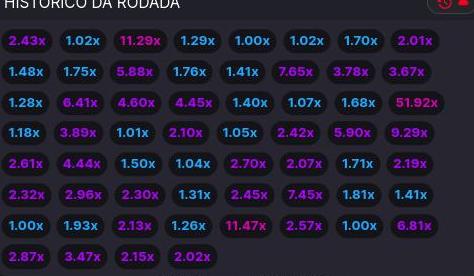 HISTÓRICO DA RODADA
2.43x 1.02x 11.29x 1.29x 1.00x 1.02x 1.70x 2.01x
1.48x 1.75x 5.88x 1.76x 1.41x 7.65x 3.78x 3.67x
1.28x 6.41x 4.60x 4.45x 1.40x 1.07x 1.68x 51.92x
1.18x 3.89x 1.01x 2.10x 1.05x 2.42x 5.90x 9.29x
2.61x 4.44x 1.50x 1.04x 2.70x 2.07x 1.71x 2.19x
2.32x 2.96x 2.30x 1.31x 2.45x 7.45x 1.81x 1.41x
1.00x 1.93x 2.13x 1.26x 11.47x 2.57x 1.00x 6.81x
2.87x 3.47x 2.15x 2.02x